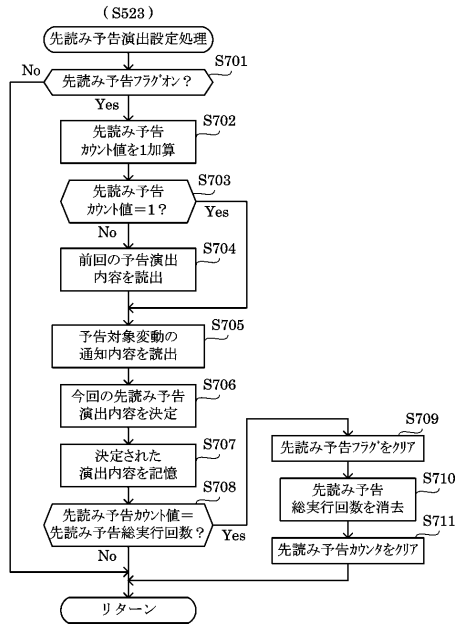 (S523)
先読み予告演出設定処理
S701
No
先読み予告フラグオン?
Yes
S702
先読み予告
カウント値を1加算
S703
先読み予告
カウント値=1?
Yes
No
S704
前回の予告演出
内容を読出
S705
予告対象変動の
通知内容を読出
S706
今回の先読み予告
演出内容を決定
S707
決定された
演出内容を記憶
S708
先読み予告カウント値=
先読み予告総実行回数?
Yes
No
S709
先読み予告フラグをクリア
S710
先読み予告
総実行回数を消去
S711
先読み予告カウンタをクリア
リターン